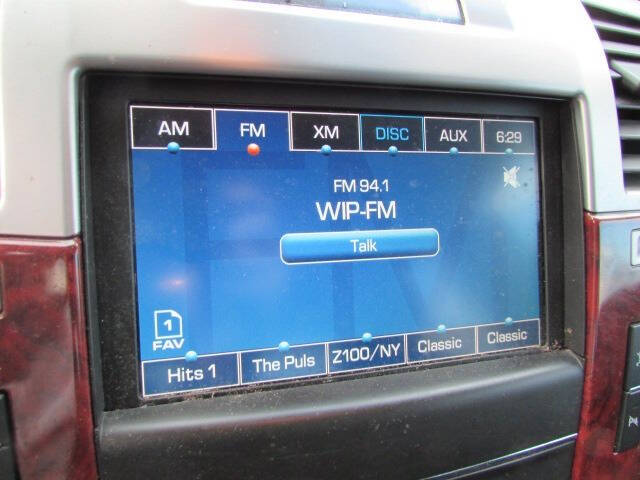 AM FM XM DISC AUX 6:29
FM 94.1
WIP-FM
Talk
1
FAV
Hits 1 The Puls Z100/NY Classic Classic